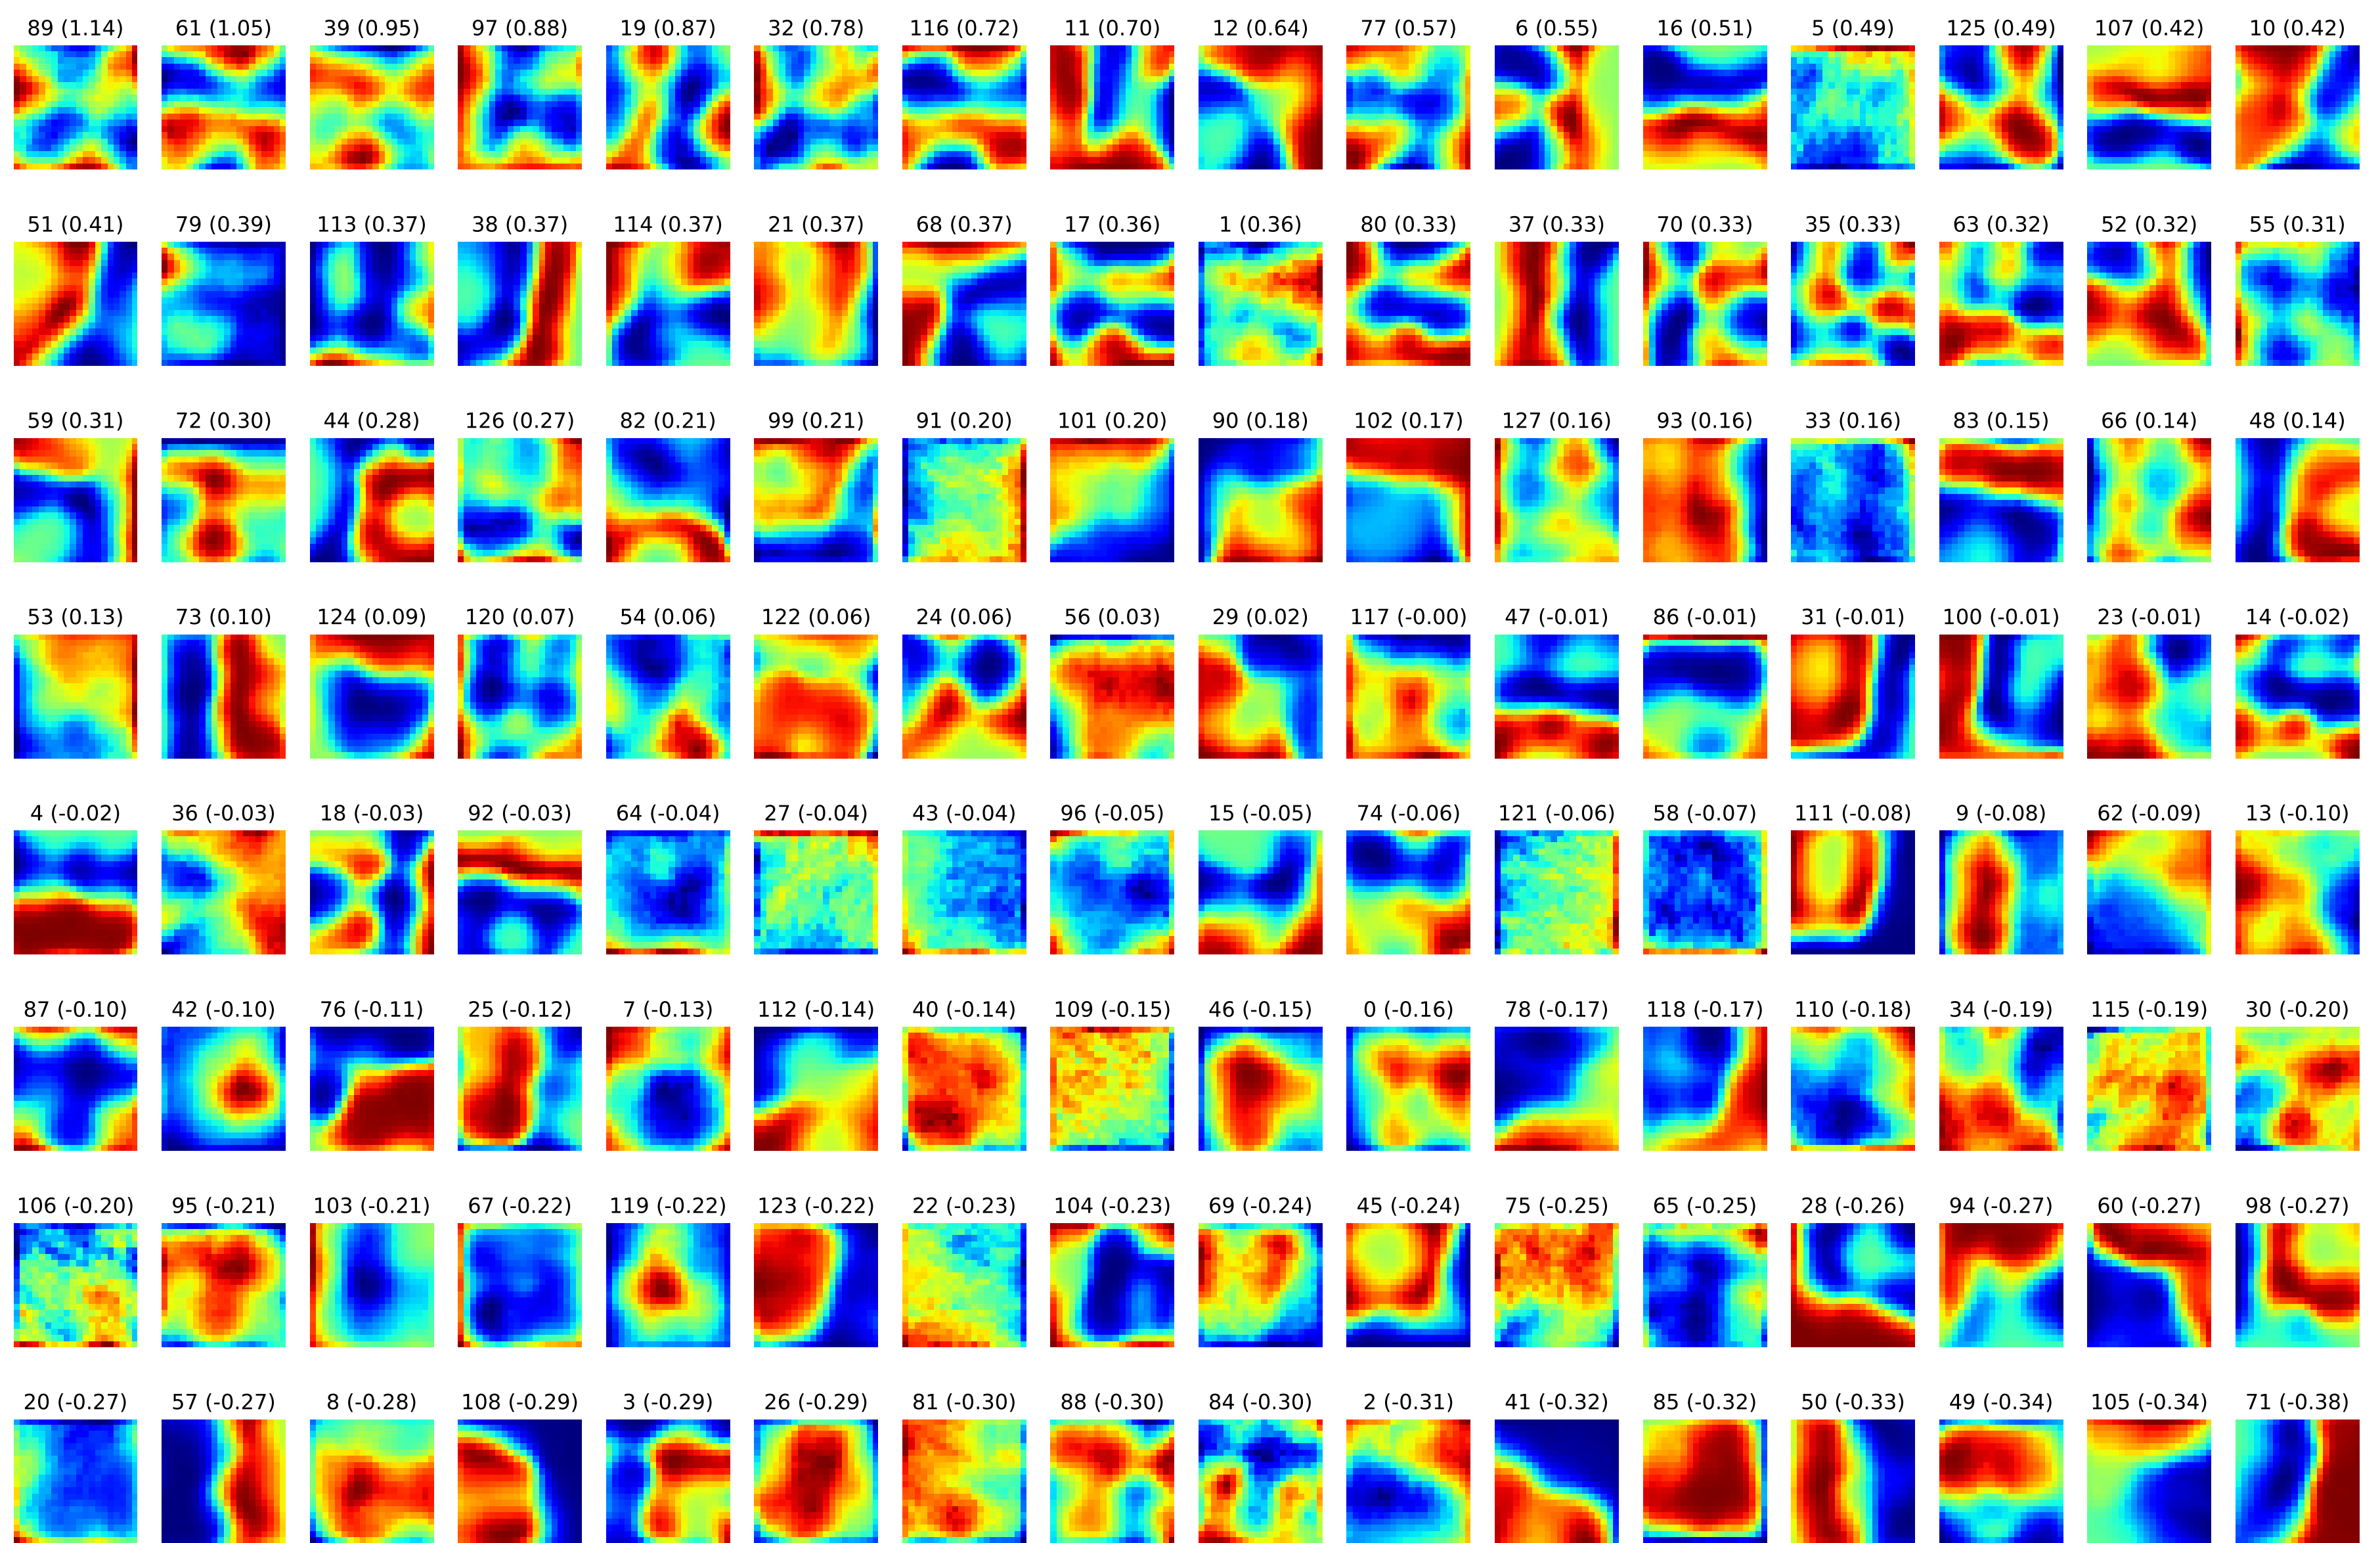 89 (1.14) 61 (1.05) 39 (0.95) 97 (0.88) 19 (0.87) 32 (0.78) 116 (0.72) 11 (0.70) 12 (0.64) 77 (0.57) 6 (0.55) 16 (0.51) 5 (0.49) 125 (0.49) 107 (0.42) 10 (0.42)
51 (0.41) 79 (0.39) 113 (0.37) 38 (0.37) 114 (0.37) 21 (0.37) 68 (0.37) 17 (0.36) 1 (0.36) 80 (0.33) 37 (0.33) 70 (0.33) 35 (0.33) 63 (0.32) 52 (0.32) 55 (0.31)
59 (0.31) 72 (0.30) 44 (0.28) 126 (0.27) 82 (0.21) 99 (0.21) 91 (0.20) 101 (0.20) 90 (0.18) 102 (0.17) 127 (0.16) 93 (0.16) 33 (0.16) 83 (0.15) 66 (0.14) 48 (0.14)
53 (0.13) 73 (0.10) 124 (0.09) 120 (0.07) 54 (0.06) 122 (0.06) 24 (0.06) 56 (0.03) 29 (0.02) 117 (-0.00) 47 (-0.01) 86 (-0.01) 31 (-0.01) 100 (-0.01) 23 (-0.01) 14 (-0.02)
4 (-0.02) 36 (-0.03) 18 (-0.03) 92 (-0.03) 64 (-0.04) 27 (-0.04) 43 (-0.04) 96 (-0.05) 15 (-0.05) 74 (-0.06) 121 (-0.06) 58 (-0.07) 111 (-0.08) 9 (-0.08) 62 (-0.09) 13 (-0.10)
87 (-0.10) 42 (-0.10) 76 (-0.11) 25 (-0.12) 7 (-0.13) 112 (-0.14) 40 (-0.14) 109 (-0.15) 46 (-0.15) 0 (-0.16) 78 (-0.17) 118 (-0.17) 110 (-0.18) 34 (-0.19) 115 (-0.19) 30 (-0.20)
106 (-0.20) 95 (-0.21) 103 (-0.21) 67 (-0.22) 119 (-0.22) 123 (-0.22) 22 (-0.23) 104 (-0.23) 69 (-0.24) 45 (-0.24) 75 (-0.25) 65 (-0.25) 28 (-0.26) 94 (-0.27) 60 (-0.27) 98 (-0.27)
20 (-0.27) 57 (-0.27) 8 (-0.28) 108 (-0.29) 3 (-0.29) 26 (-0.29) 81 (-0.30) 88 (-0.30) 84 (-0.30) 2 (-0.31) 41 (-0.32) 85 (-0.32) 50 (-0.33) 49 (-0.34) 105 (-0.34) 71 (-0.38)